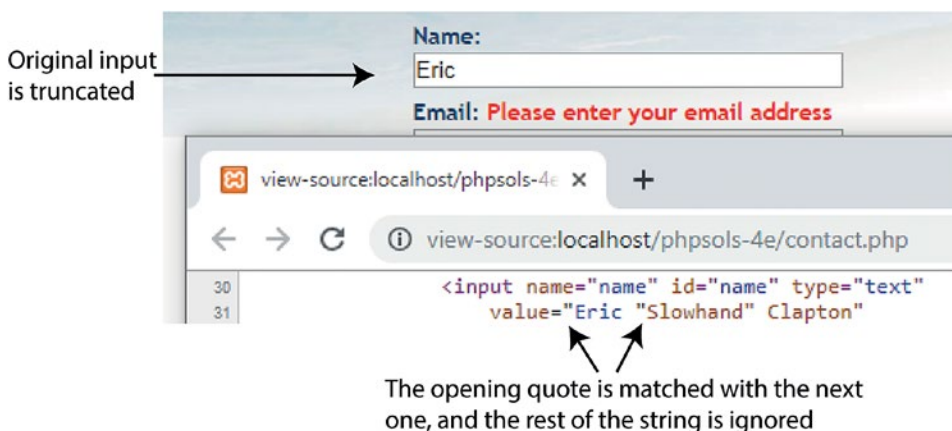 Name:
Original input
is truncated
Eric
Email: Please enter your email address
view-source:localhost/phpsols-4e
view-source:localhost/phpsols-4e/contact.php
30 <input name="name" id="name" type="text"
31 value="Eric "Slowhand" Clapton"
The opening quote is matched with the next
one, and the rest of the string is ignored